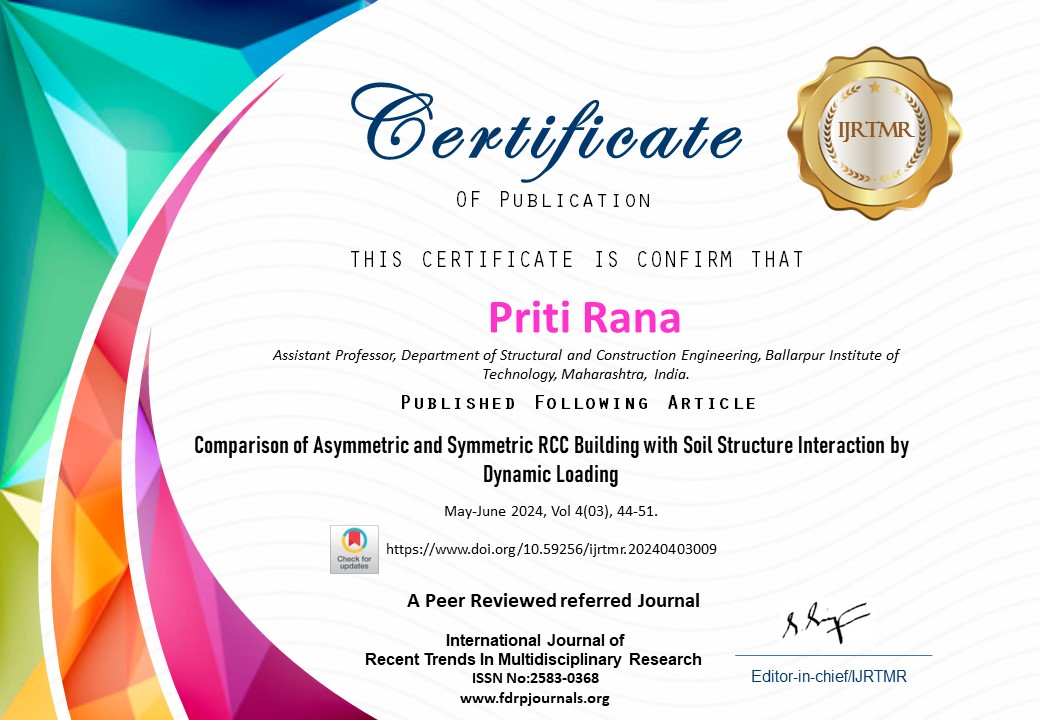 Certificate
IJRTMR
OF PUBLICATION
THIS CERTIFICATE IS CONFIRM THAT
Priti Rana
Assistant Professor, Department of Structural and Construction Engineering, Ballarpur Institute of
Technology, Maharashtra, India.
PUBLISHED FOLLOWING ARTICLE
Comparison of Asymmetric and Symmetric RCC Building with Soil Structure Interaction by
Dynamic Loading
May-June 2024, Vol 4(03), 44-51.
Check for
updates
https://www.doi.org/10.59256/ijrtmr.20240403009
A Peer Reviewed referred Journal
International Journal of
Recent Trends In Multidisciplinary Research
ISSN No:2583-0368
www.fdrpjournals.org
Editor-in-chief/IJRTMR